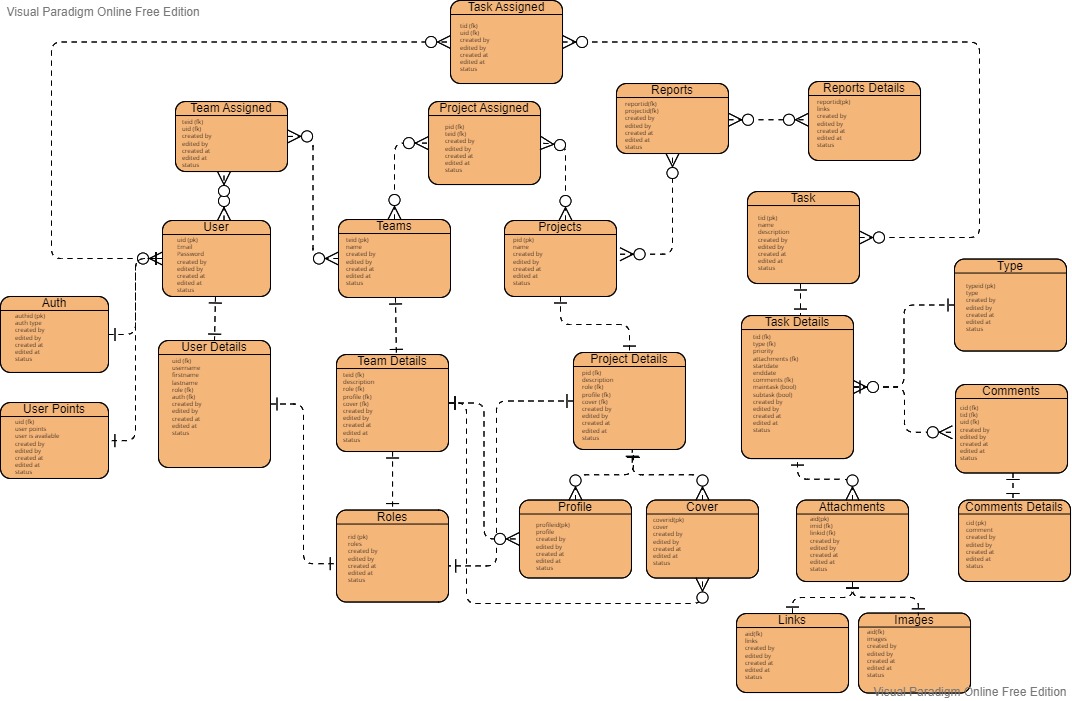 Visual Paradigm Online Free Edition
Task Assigned
tid (fk)
uid (fk)
created by
edited by
created at
edited at
status
Team Assigned
teid (fk)
uid (fk)
created by
edited by
created at
edited at
status
Project Assigned
pid (fk)
teid (fk)
created by
edited by
created at
edited at
status
Reports
reportid(fk)
projectid(fk)
created by
edited by
created at
edited at
status
Reports Details
reportid(pk)
links
created by
edited by
created at
edited at
status
User
uid (pk)
Email
Password
created by
edited by
created at
edited at
status
Teams
teid (pk)
name
created by
edited by
created at
edited at
status
Projects
pid (pk)
name
created by
edited by
created at
edited at
status
Task
tid (pk)
name
description
created by
edited by
created at
edited at
status
Type
typeid (pk)
type
created by
edited by
created at
edited at
status
Auth
authid (pk)
auth type
created by
edited by
created at
edited at
status
User Details
uid (fk)
username
firstname
lastname
role (fk)
auth (fk)
created by
edited by
created at
edited at
status
Team Details
teid (fk)
description
role (fk)
profile (fk)
cover (fk)
created by
edited by
created at
edited at
status
Project Details
pid (fk)
description
role (fk)
profile (fk)
cover (fk)
created by
edited by
created at
edited at
status
Task Details
tid (fk)
type (fk)
priority
attachments (fk)
startdate
enddate
comments (fk)
maintask (bool)
subtask (bool)
created by
edited by
created at
edited at
status
Comments
cid (fk)
tid (fk)
uid (fk)
created by
edited by
created at
edited at
status
User Points
uid (fk)
user points
user is available
created by
edited by
created at
edited at
status
Roles
rid (pk)
roles
created by
edited by
created at
edited at
status
Profile
profileid(pk)
profile
created by
edited by
created at
edited at
status
Cover
coverid(pk)
cover
created by
edited by
created at
edited at
status
Attachments
aid(pk)
imid (fk)
linkid (fk)
created by
edited by
created at
edited at
status
Comments Details
cid (pk)
comment
created by
edited by
created at
edited at
status
Links
aid(fk)
links
created by
edited by
created at
edited at
status
Images
aid(fk)
images
created by
edited by
created at
edited at
status
Visual Paradigm Online Free Edition